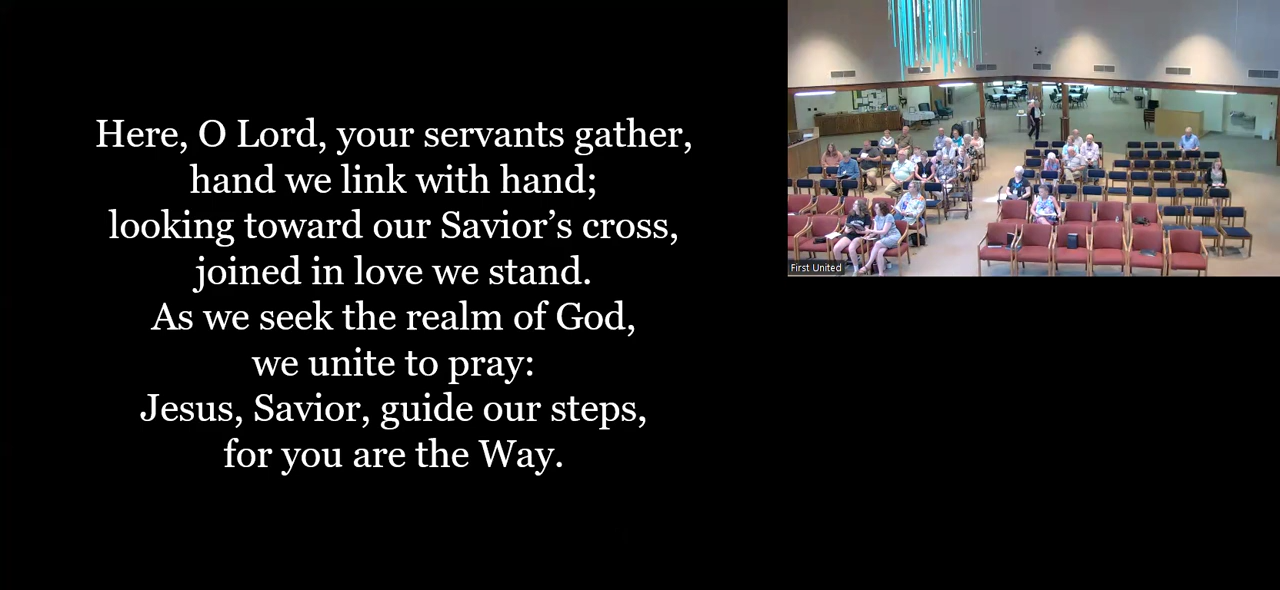 Here, O Lord, your servants gather,
hand we link with hand;
looking toward our Savior’s cross,
joined in love we stand.
As we seek the realm of God,
we unite to pray:
Jesus, Savior, guide our steps,
for you are the Way.
First United